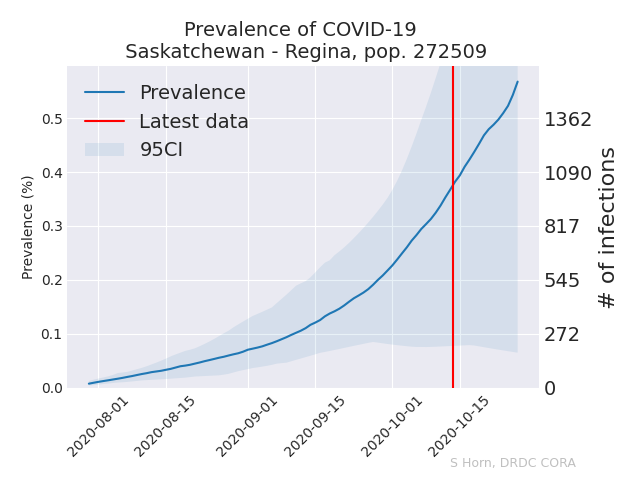 Prevalence of COVID-19
Saskatchewan - Regina, pop. 272509
Prevalence
Latest data
95CI
Prevalence (%)
0.5
0.4
0.3
0.2
0.1
0.0
1362
1090
817
545
272
0
# of infections
2020-08-01
2020-08-15
2020-09-01
2020-09-15
2020-10-01
2020-10-15
S Horn, DRDC CORA